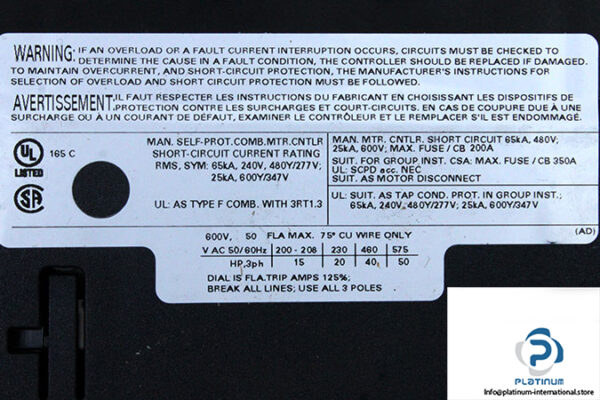 WARNING: IF AN OVERLOAD OR A FAULT CURRENT INTERRUPTION OCCURS, CIRCUITS MUST BE CHECKED TO
DETERMINE THE CAUSE IN A FAULT CONDITION, THE CONTROLLER SHOULD BE REPLACED IF DAMAGED.
TO MAINTAIN OVERCURRENT, AND SHORT-CIRCUIT PROTECTION, THE MANUFACTURER'S INSTRUCTIONS FOR
SELECTION OF OVERLOAD AND SHORT CIRCUIT PROTECTION MUST BE FOLLOWED.
AVERTISSEMENT: IL FAUT RESPECTER LES INSTRUCTIONS DU FABRICANT EN CHOISISSANT LES DISPOSITIFS DE
PROTECTION CONTRE LES SURCHARGES ET COURT-CIRCUITS. EN CAS DE COUPURE DUE À UNE
SURCHARGE OU À UN COURANT DE DÉFAUT, EXAMINER LE CONTRÔLEUR ET LE REMPLACER S'IL EST ENDOMMAGÉ.
UL LISTED 165 C
SA
MAN. SELF-PROT.COMB.MTR.CNTLR
SHORT-CIRCUIT CURRENT RATING
RMS, SYM: 65kA, 240V, 480Y/277V;
25kA, 600Y/347V
UL: AS TYPE F COMB. WITH 3RT1.3
MAN. MTR. CNTLR. SHORT CIRCUIT 65kA, 480V;
25kA, 600V; MAX. FUSE / CB 200A
SUIT. FOR GROUP INST. CSA: MAX. FUSE / CB 350A
UL: SCPD acc. NEC
SUIT. AS MOTOR DISCONNECT
UL: SUIT. AS TAP COND. PROT. IN GROUP INST.;
65kA, 240V, 480Y/277V; 25kA, 600Y/347V
(AD)
600V, 50 FLA MAX. 75° CU WIRE ONLY
V AC 50/60Hz 200 - 208 230 460 575
HP,3ph 15 20 40 50
DIAL IS FLA.TRIP AMPS 125%;
BREAK ALL LINES; USE ALL 3 POLES
PLATINUM
Info@platinum-international.store